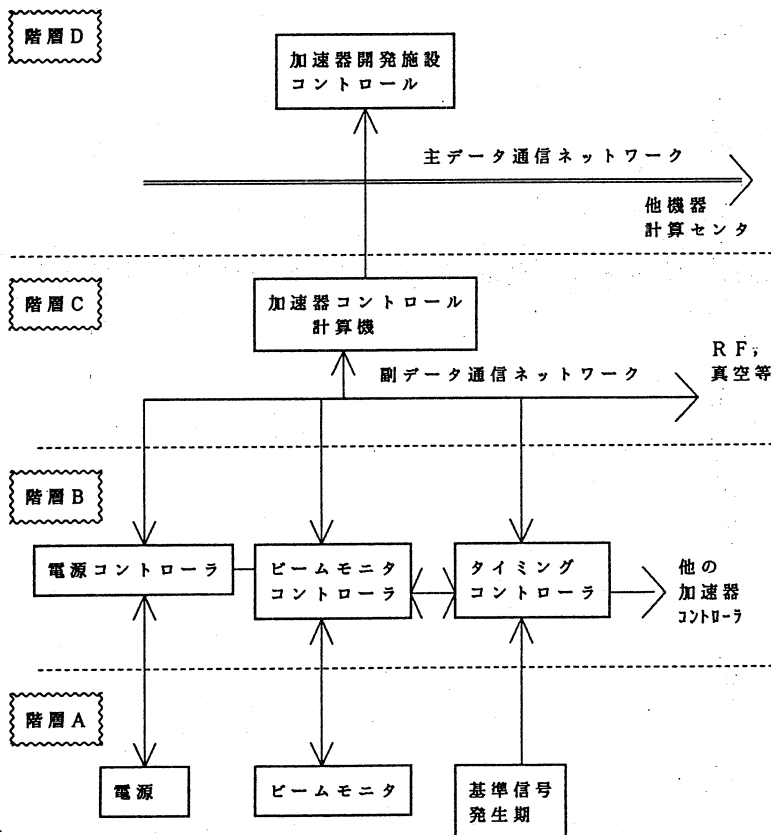 階層D
加速器開発施設
コントロール
主データ通信ネットワーク
他機器
計算センタ
階層C
加速器コントロール
計算機
副データ通信ネットワーク
RF,
真空等
階層B
電源コントローラ
ビームモニタ
コントローラ
タイミング
コントローラ
他の
加速器
コントローラ
階層A
電源
ビームモニタ
基準信号
発生期